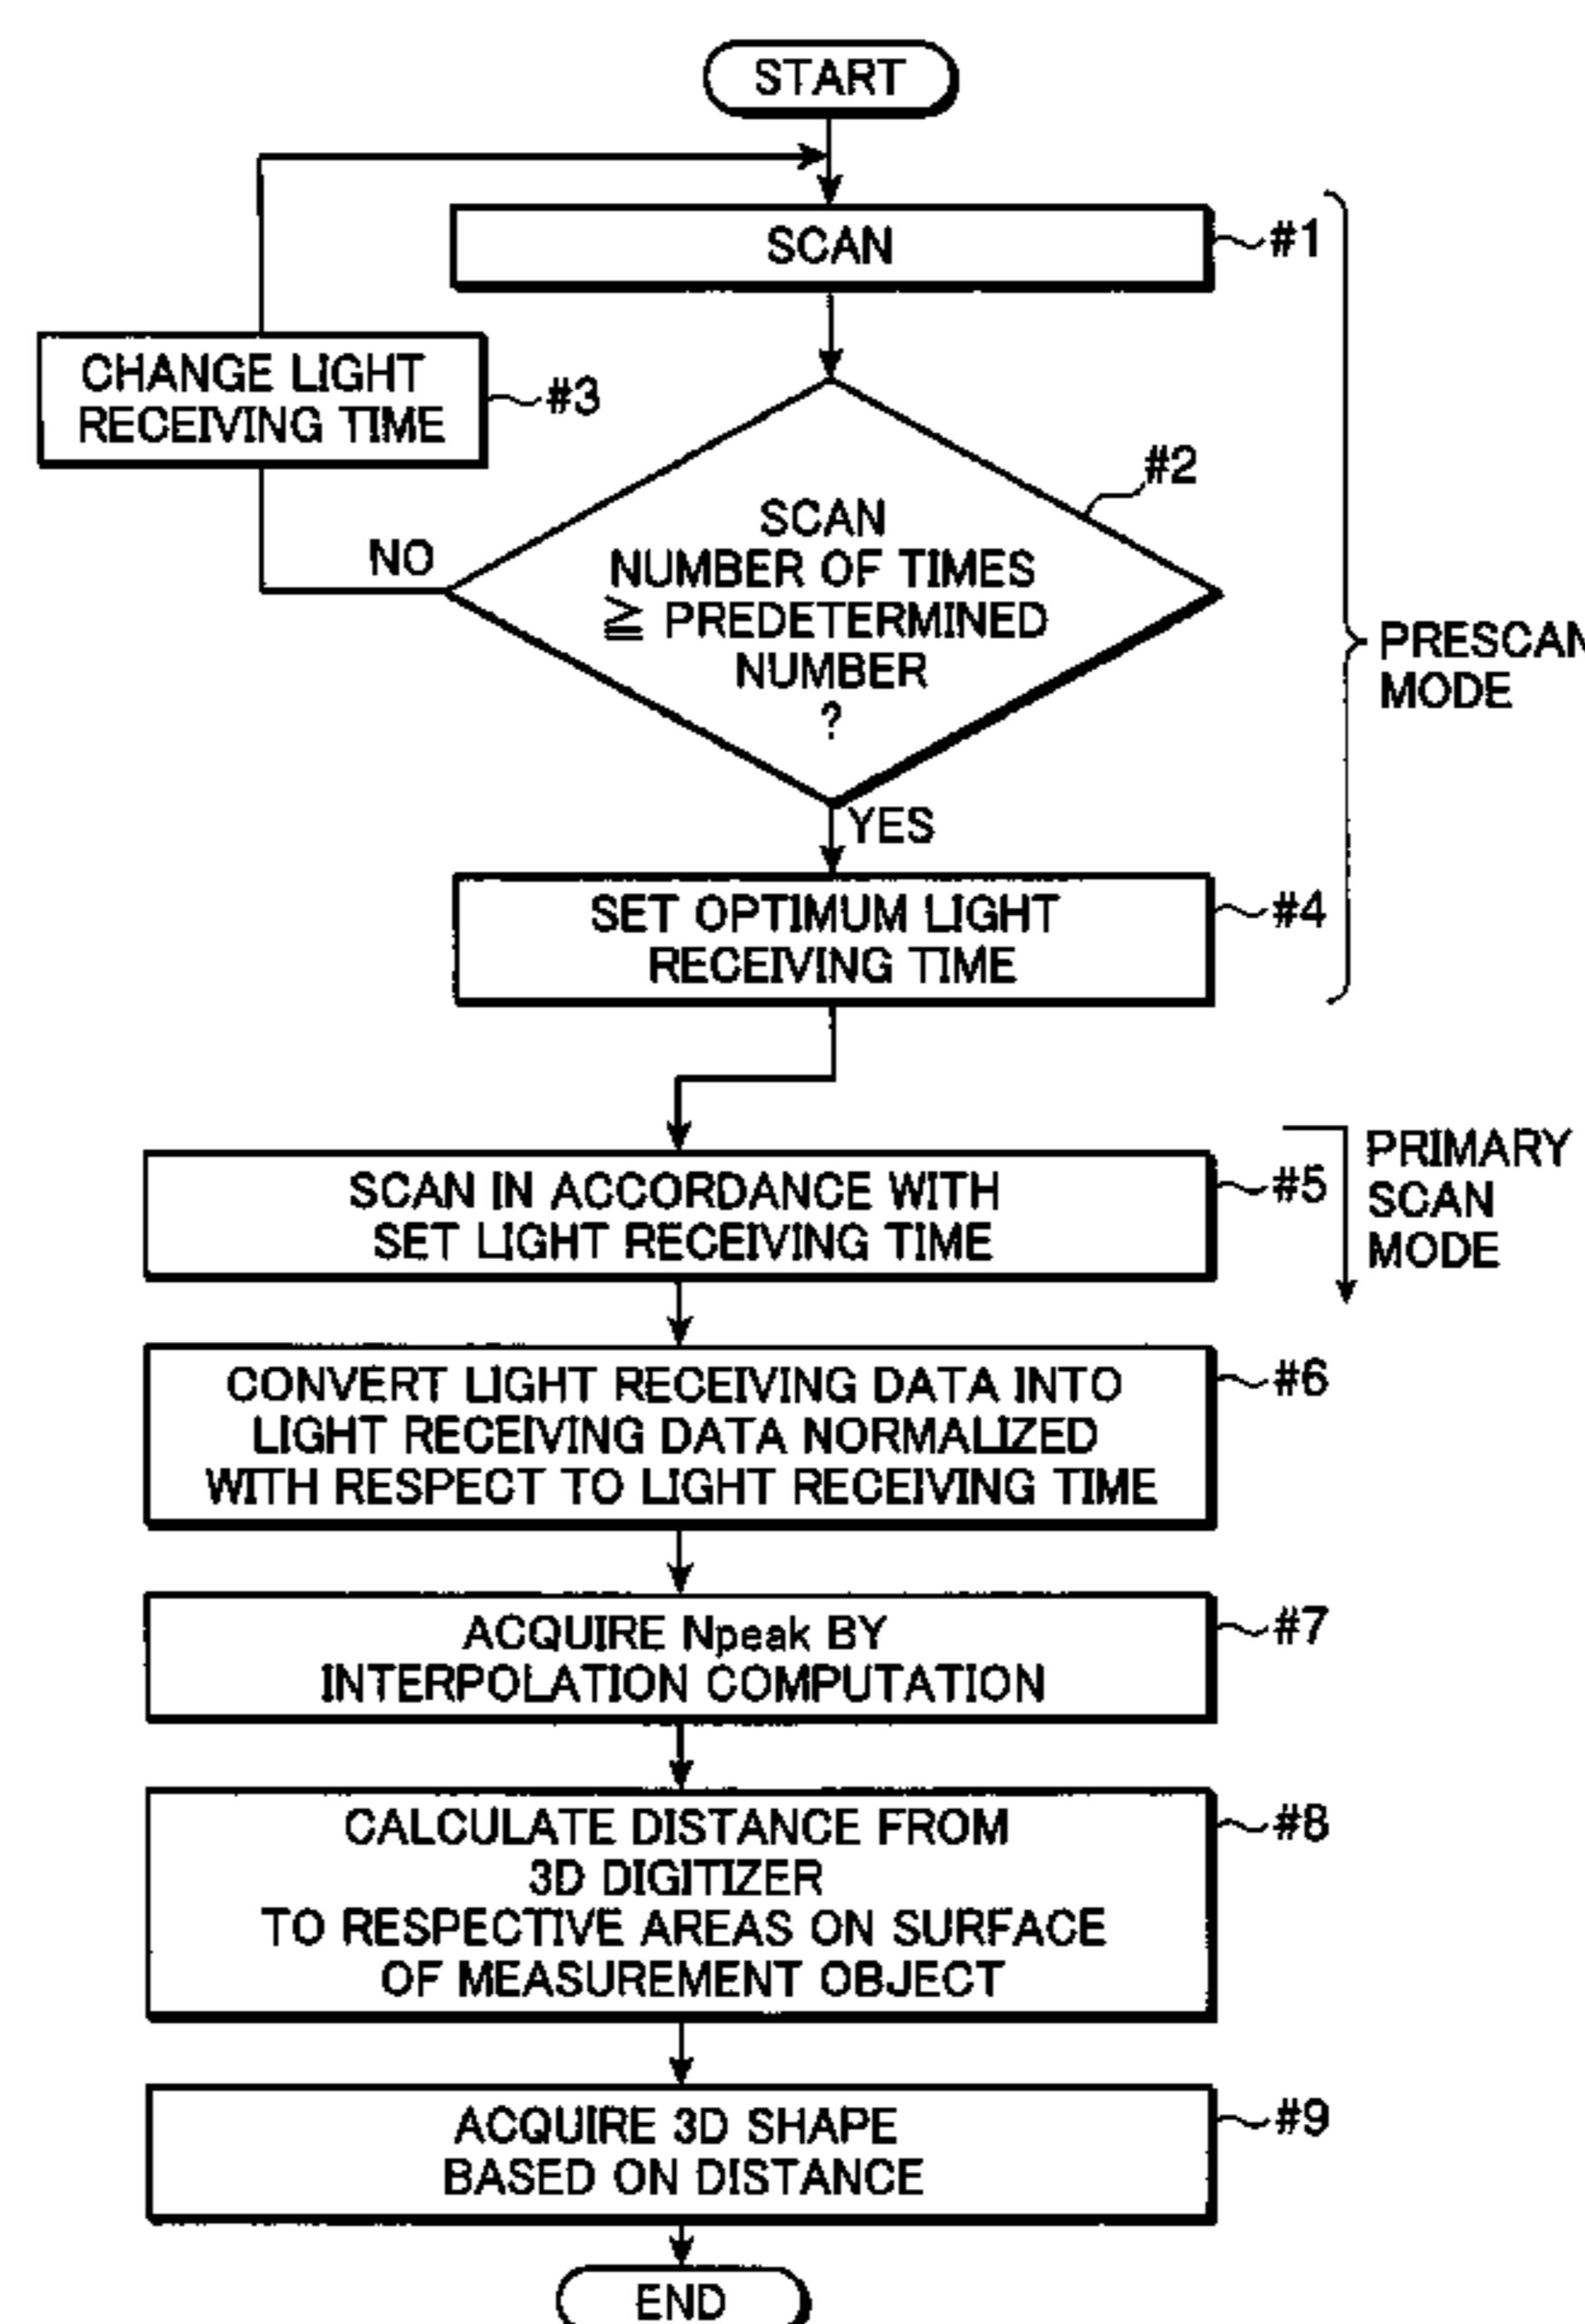 START
SCAN
#1
CHANGE LIGHT
RECEIVING TIME
#3
#2
SCAN
NUMBER OF TIMES
≧ PREDETERMINED
NUMBER
?
NO
YES
PRESCAN
MODE
SET OPTIMUM LIGHT
RECEIVING TIME
#4
SCAN IN ACCORDANCE WITH
SET LIGHT RECEIVING TIME
#5
PRIMARY
SCAN
MODE
CONVERT LIGHT RECEIVING DATA INTO
LIGHT RECEIVING DATA NORMALIZED
WITH RESPECT TO LIGHT RECEIVING TIME
#6
ACQUIRE Npeak BY
INTERPOLATION COMPUTATION
#7
CALCULATE DISTANCE FROM
3D DIGITIZER
TO RESPECTIVE AREAS ON SURFACE
OF MEASUREMENT OBJECT
#8
ACQUIRE 3D SHAPE
BASED ON DISTANCE
#9
END